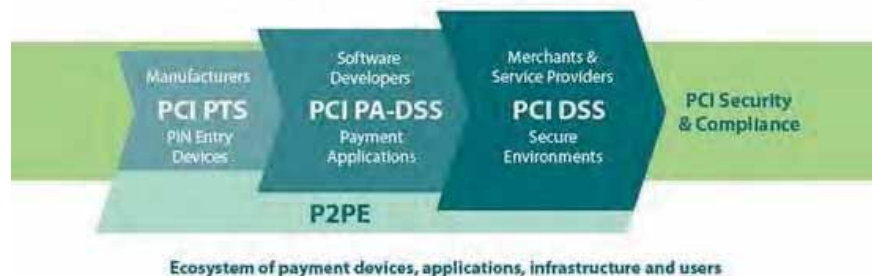 Manufacturers
PCI PTS
PIN Entry
Devices
Software
Developers
PCI PA-DSS
Payment
Applications
Merchants &
Service Providers
PCI DSS
Secure
Environments
PCI Security
& Compliance
P2PE
Ecosystem of payment devices, applications, infrastructure and users